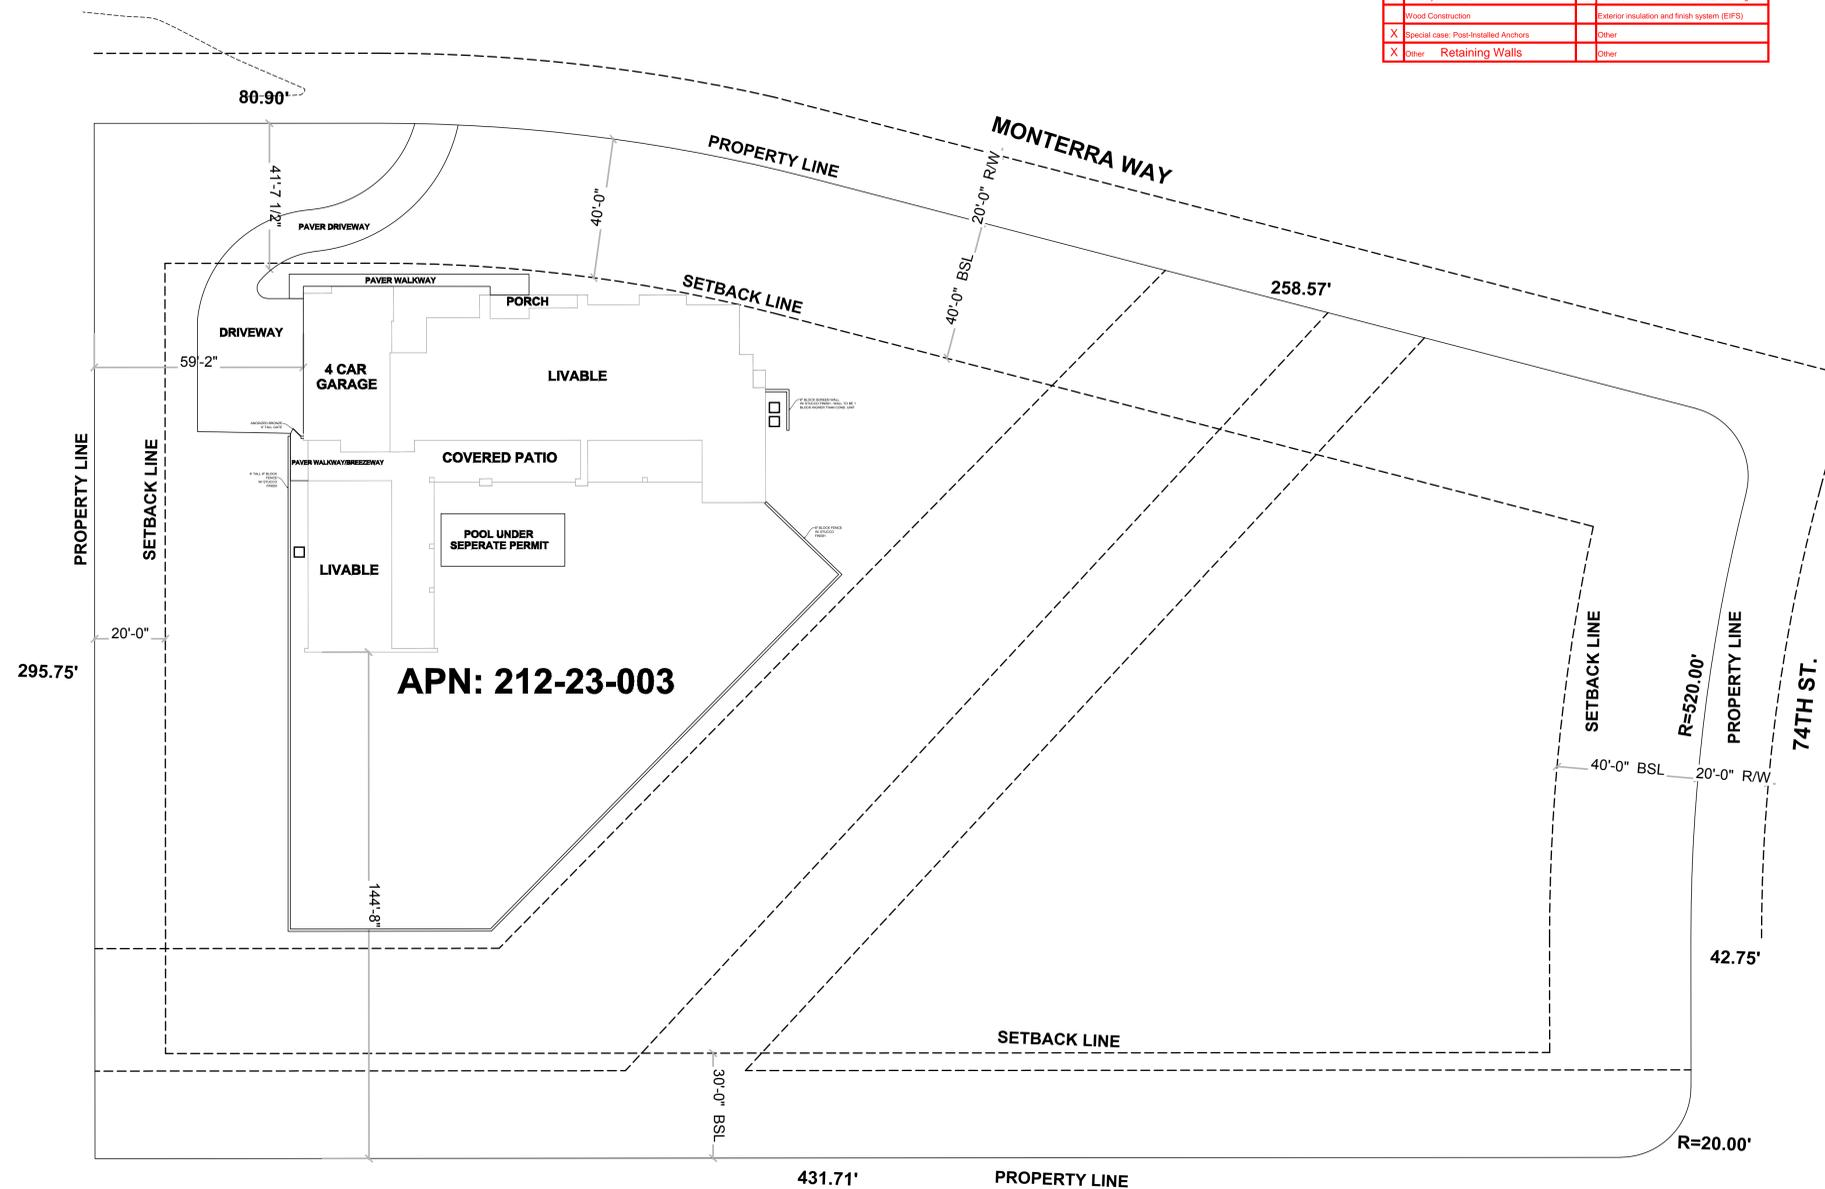 Wood Construction
Exterior insulation and finish system (EIFS)
X Special case: Post-Installed Anchors
Other
X Other Retaining Walls
Other
80.90'
MONTERRA WAY
PROPERTY LINE
20'-0" R/W
41'-7 1/2"
40'-0"
PAVER DRIVEWAY
40'-0" BSL
PAVER WALKWAY
SETBACK LINE
258.57'
PORCH
DRIVEWAY
59'-2"
4 CAR
GARAGE
LIVABLE
PROPERTY LINE
SETBACK LINE
PAVER WALKWAY/BREEZEWAY
COVERED PATIO
POOL UNDER
SEPERATE PERMIT
LIVABLE
20'-0"
295.75'
APN: 212-23-003
SETBACK LINE
R=520.00'
PROPERTY LINE
74TH ST.
40'-0" BSL
20'-0" R/W
144'-8"
42.75'
SETBACK LINE
30'-0" BSL
R=20.00'
431.71'
PROPERTY LINE